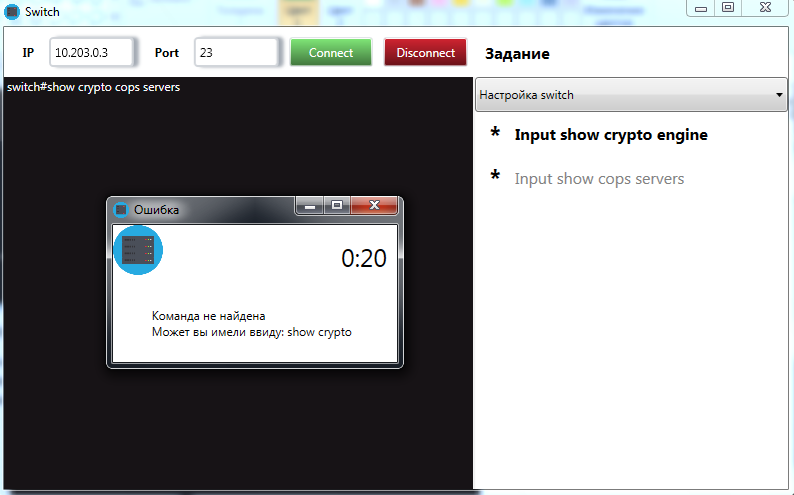 Switch
IP 10.203.0.3 Port 23 Connect Disconnect Задание
switch#show crypto cops servers
Настройка switch
* Input show crypto engine
* Input show cops servers
Ошибка
0:20
Команда не найдена
Может вы имели ввиду: show crypto